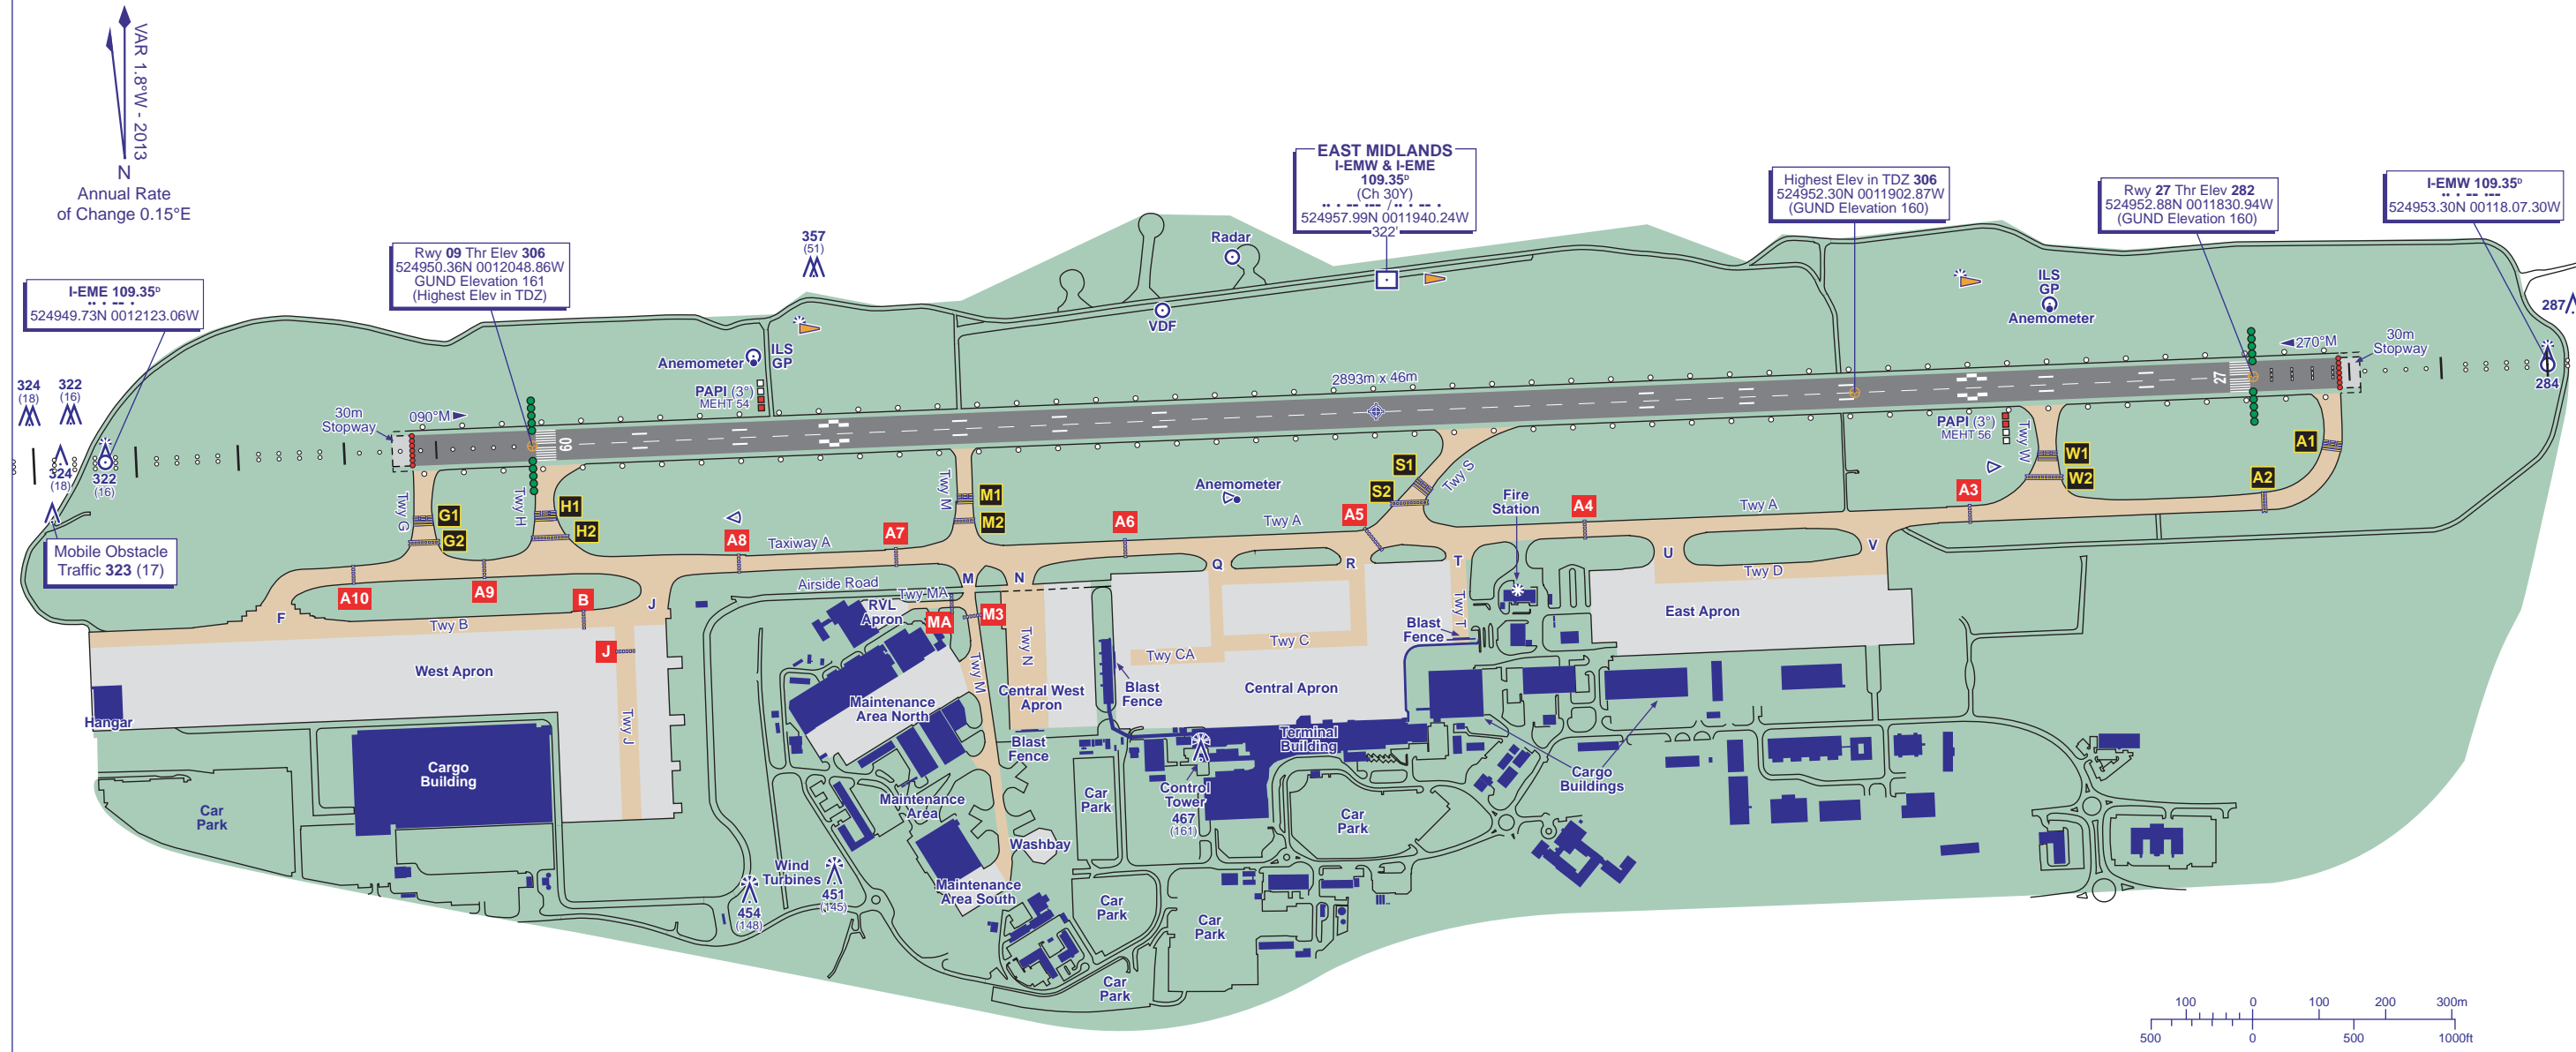 VAR 1.8°W - 2013
N
Annual Rate
of Change 0.15°E
EAST MIDLANDS
I-EMW & I-EME
109.35ᴰ
(Ch 30Y)
524957.99N 0011940.24W
322'
Highest Elev in TDZ 306
524952.30N 0011902.87W
(GUND Elevation 160)
Rwy 27 Thr Elev 282
524952.88N 0011830.94W
(GUND Elevation 160)
I-EMW 109.35ᴰ
524953.30N 00118.07.30W
Rwy 09 Thr Elev 306
524950.36N 0012048.86W
GUND Elevation 161
(Highest Elev in TDZ)
I-EME 109.35ᴰ
524949.73N 0012123.06W
357
(51)
Radar
VDF
ILS
GP
Anemometer
287
Anemometer
ILS
GP
PAPI (3°)
MEHT 54
2893m x 46m
270°M
30m
Stopway
284
324
(18)
322
(16)
30m
Stopway
090°M
09
27
324
(18)
322
(16)
PAPI (3°)
MEHT 56
Twy W
W1
W2
A1
A2
A3
Mobile Obstacle
Traffic 323 (17)
Twy G
G1
G2
Twy H
H1
H2
Twy M
M1
M2
Anemometer
S1
S2
Twy S
Fire
Station
A4
Twy A
A5
Twy A
A6
A7
Taxiway A
A8
A9
A10
B
F
J
Twy B
J
Airside Road
Twy MA
RVL
Apron
MA
M
M3
N
Q
R
T
U
V
Twy D
East Apron
Twy T
Blast
Fence
Twy C
Twy CA
Twy N
Twy M
West Apron
Twy J
Hangar
Cargo
Building
Car
Park
Maintenance
Area North
Central West
Apron
Blast
Fence
Central Apron
Blast
Fence
Terminal
Building
Control
Tower
467
(161)
Cargo
Buildings
Maintenance
Area
Car
Park
Car
Park
Washbay
Wind
Turbines
451
(145)
454
(148)
Maintenance
Area South
Car
Park
Car
Park
Car
Park
100 0 100 200 300m
500 0 500 1000ft